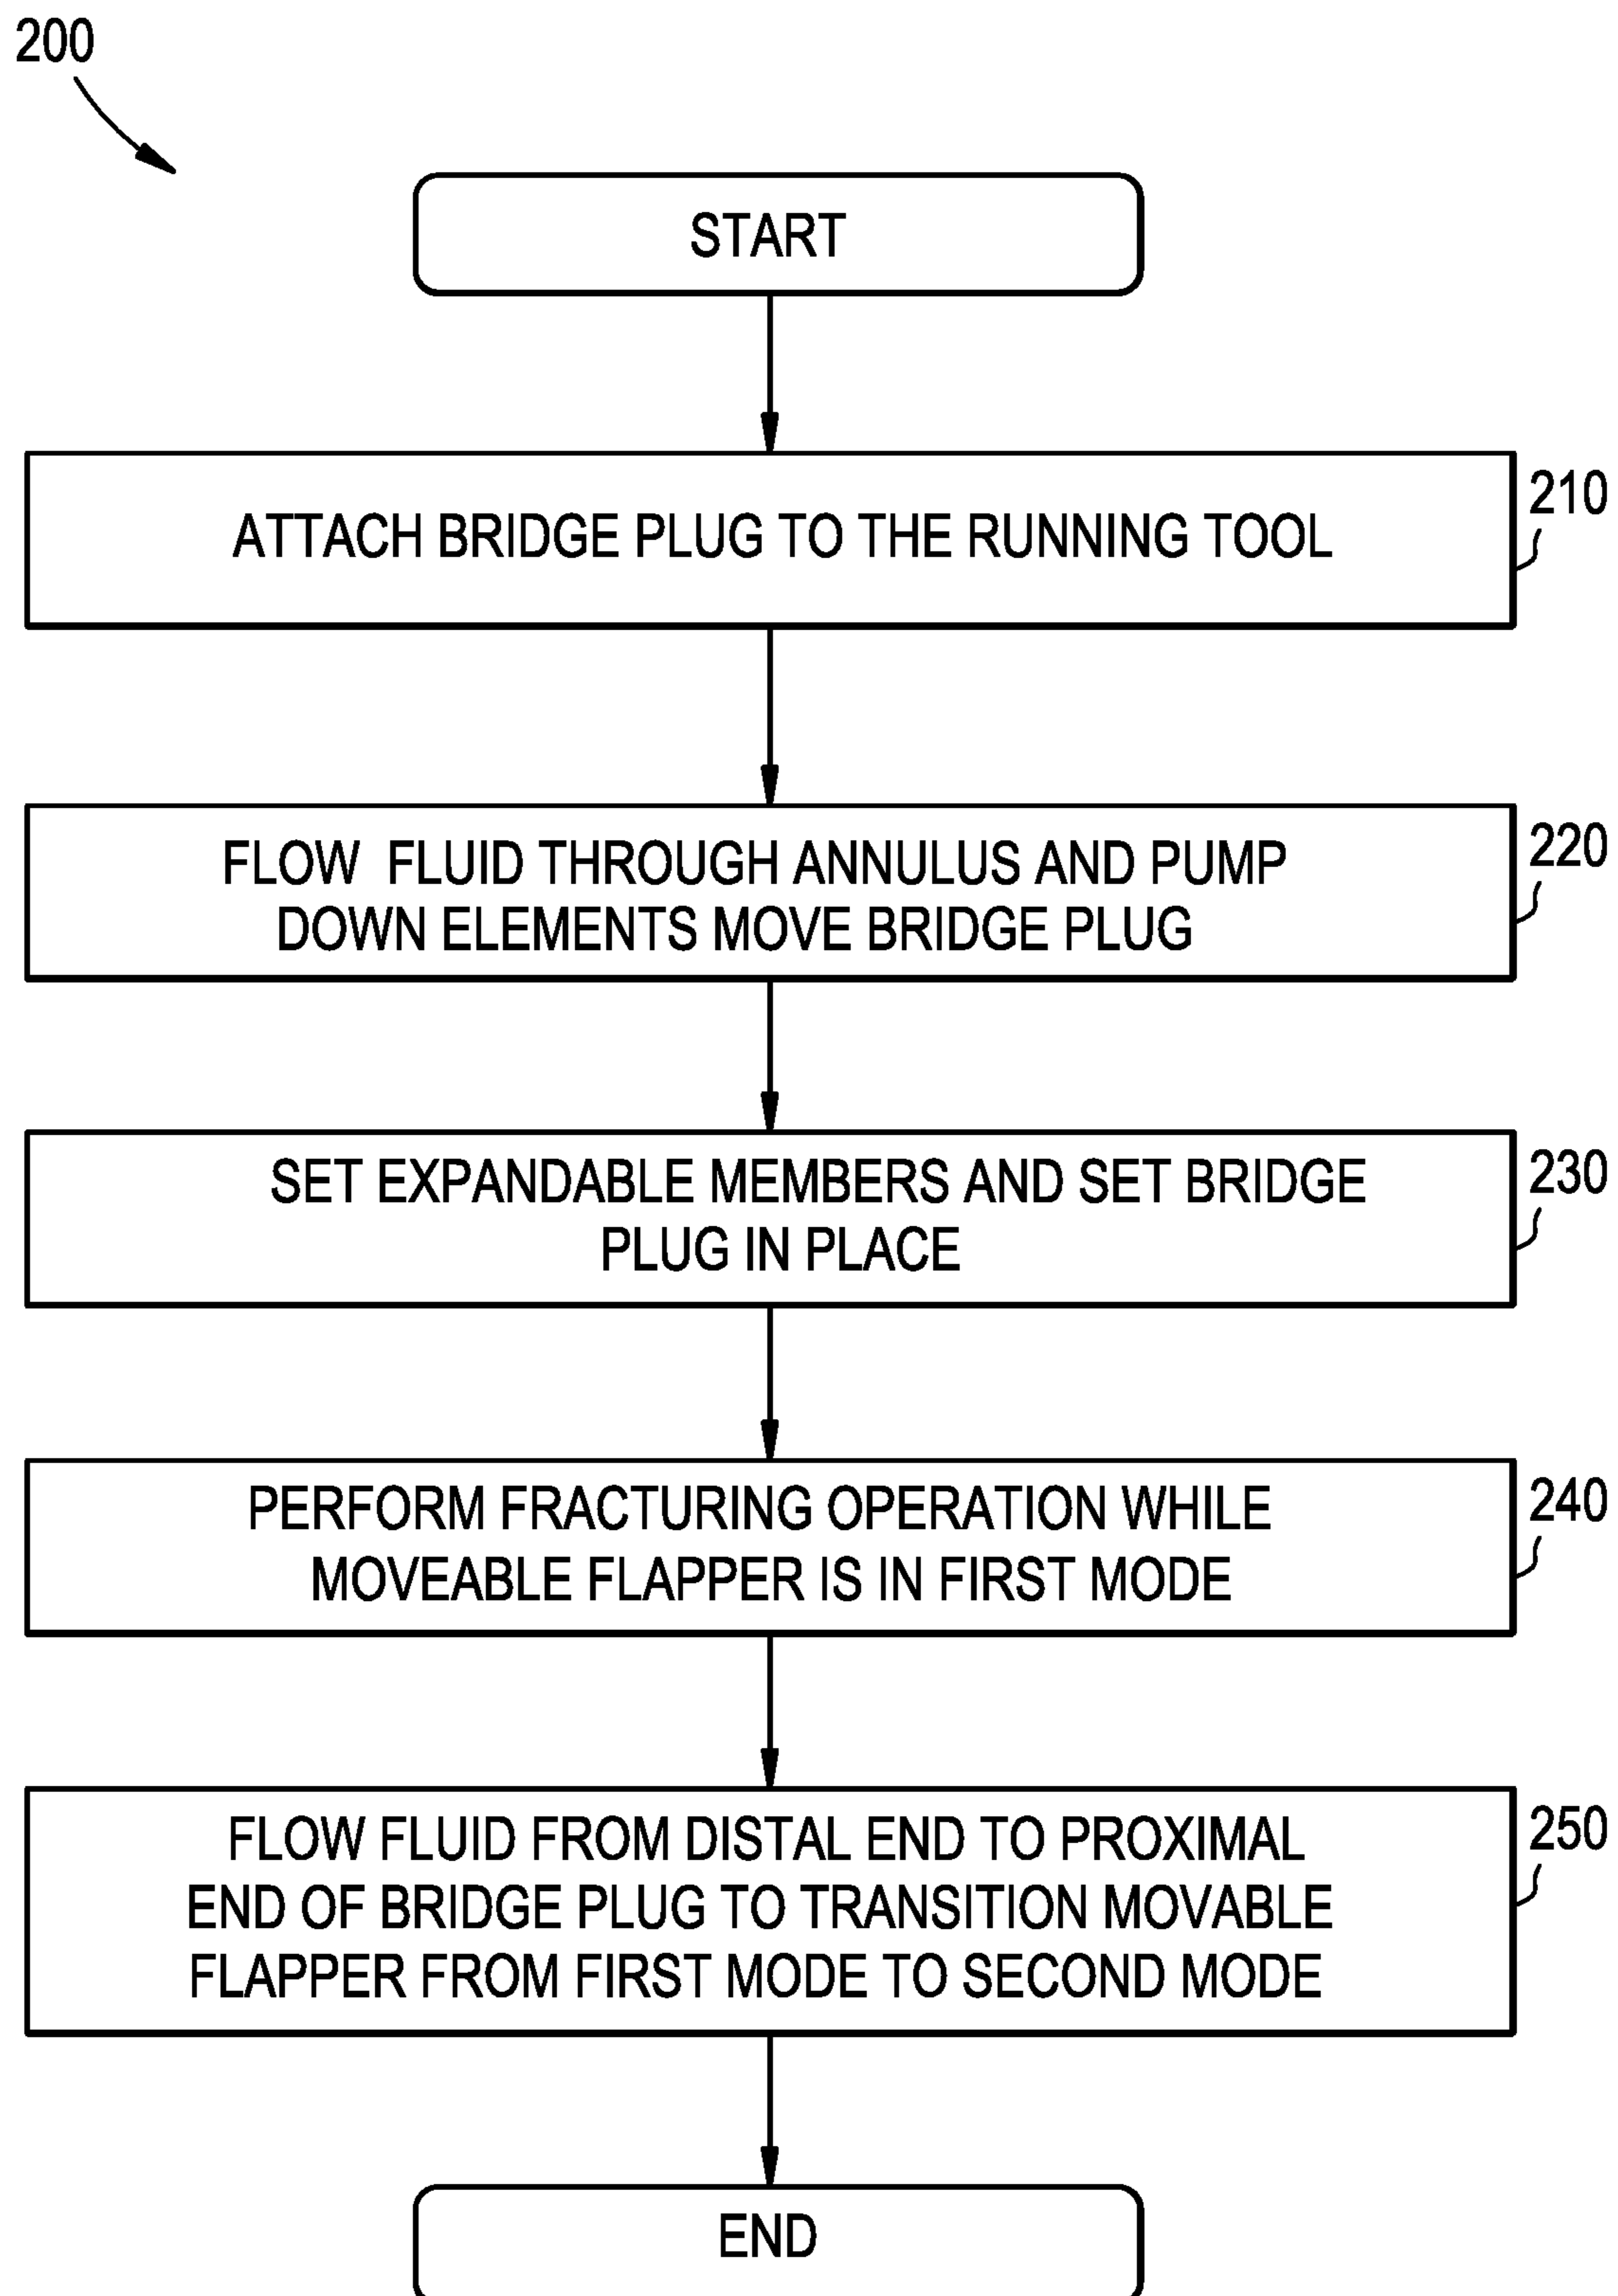 200
START
ATTACH BRIDGE PLUG TO THE RUNNING TOOL
210
FLOW FLUID THROUGH ANNULUS AND PUMP
DOWN ELEMENTS MOVE BRIDGE PLUG
220
SET EXPANDABLE MEMBERS AND SET BRIDGE
PLUG IN PLACE
230
PERFORM FRACTURING OPERATION WHILE
MOVEABLE FLAPPER IS IN FIRST MODE
240
FLOW FLUID FROM DISTAL END TO PROXIMAL
END OF BRIDGE PLUG TO TRANSITION MOVABLE
FLAPPER FROM FIRST MODE TO SECOND MODE
250
END